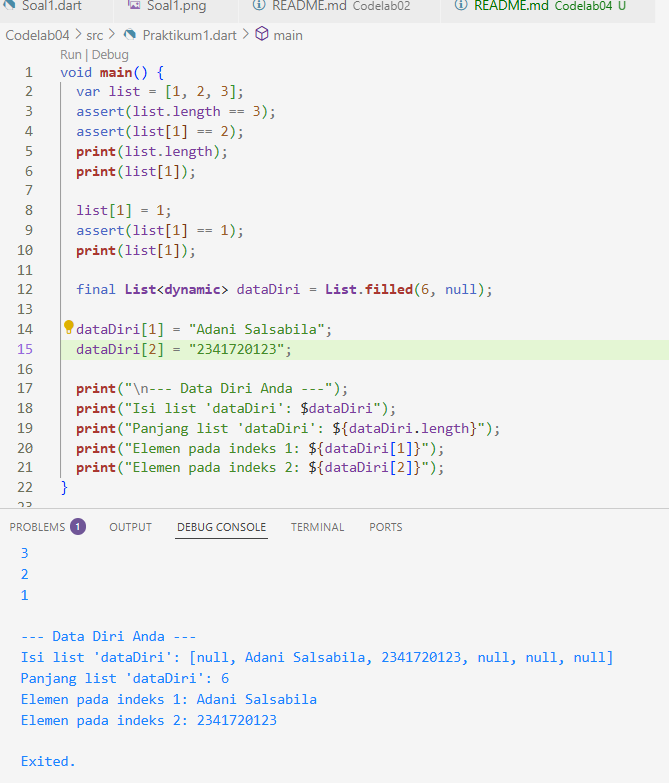 Soal1.dart Soal1.png README.md Codelab02 README.md Codelab04 U
Codelab04 > src > Praktikum1.dart > main
Run | Debug
1 void main() {
2 var list = [1, 2, 3];
3 assert(list.length == 3);
4 assert(list[1] == 2);
5 print(list.length);
6 print(list[1]);
7
8 list[1] = 1;
9 assert(list[1] == 1);
10 print(list[1]);
11
12 final List<dynamic> dataDiri = List.filled(6, null);
13
14 dataDiri[1] = "Adani Salsabila";
15 dataDiri[2] = "2341720123";
16
17 print("\n--- Data Diri Anda ---");
18 print("Isi list 'dataDiri': $dataDiri");
19 print("Panjang list 'dataDiri': ${dataDiri.length}");
20 print("Elemen pada indeks 1: ${dataDiri[1]}");
21 print("Elemen pada indeks 2: ${dataDiri[2]}");
22 }
23
PROBLEMS 1 OUTPUT DEBUG CONSOLE TERMINAL PORTS
3
2
1
--- Data Diri Anda ---
Isi list 'dataDiri': [null, Adani Salsabila, 2341720123, null, null, null]
Panjang list 'dataDiri': 6
Elemen pada indeks 1: Adani Salsabila
Elemen pada indeks 2: 2341720123
Exited.